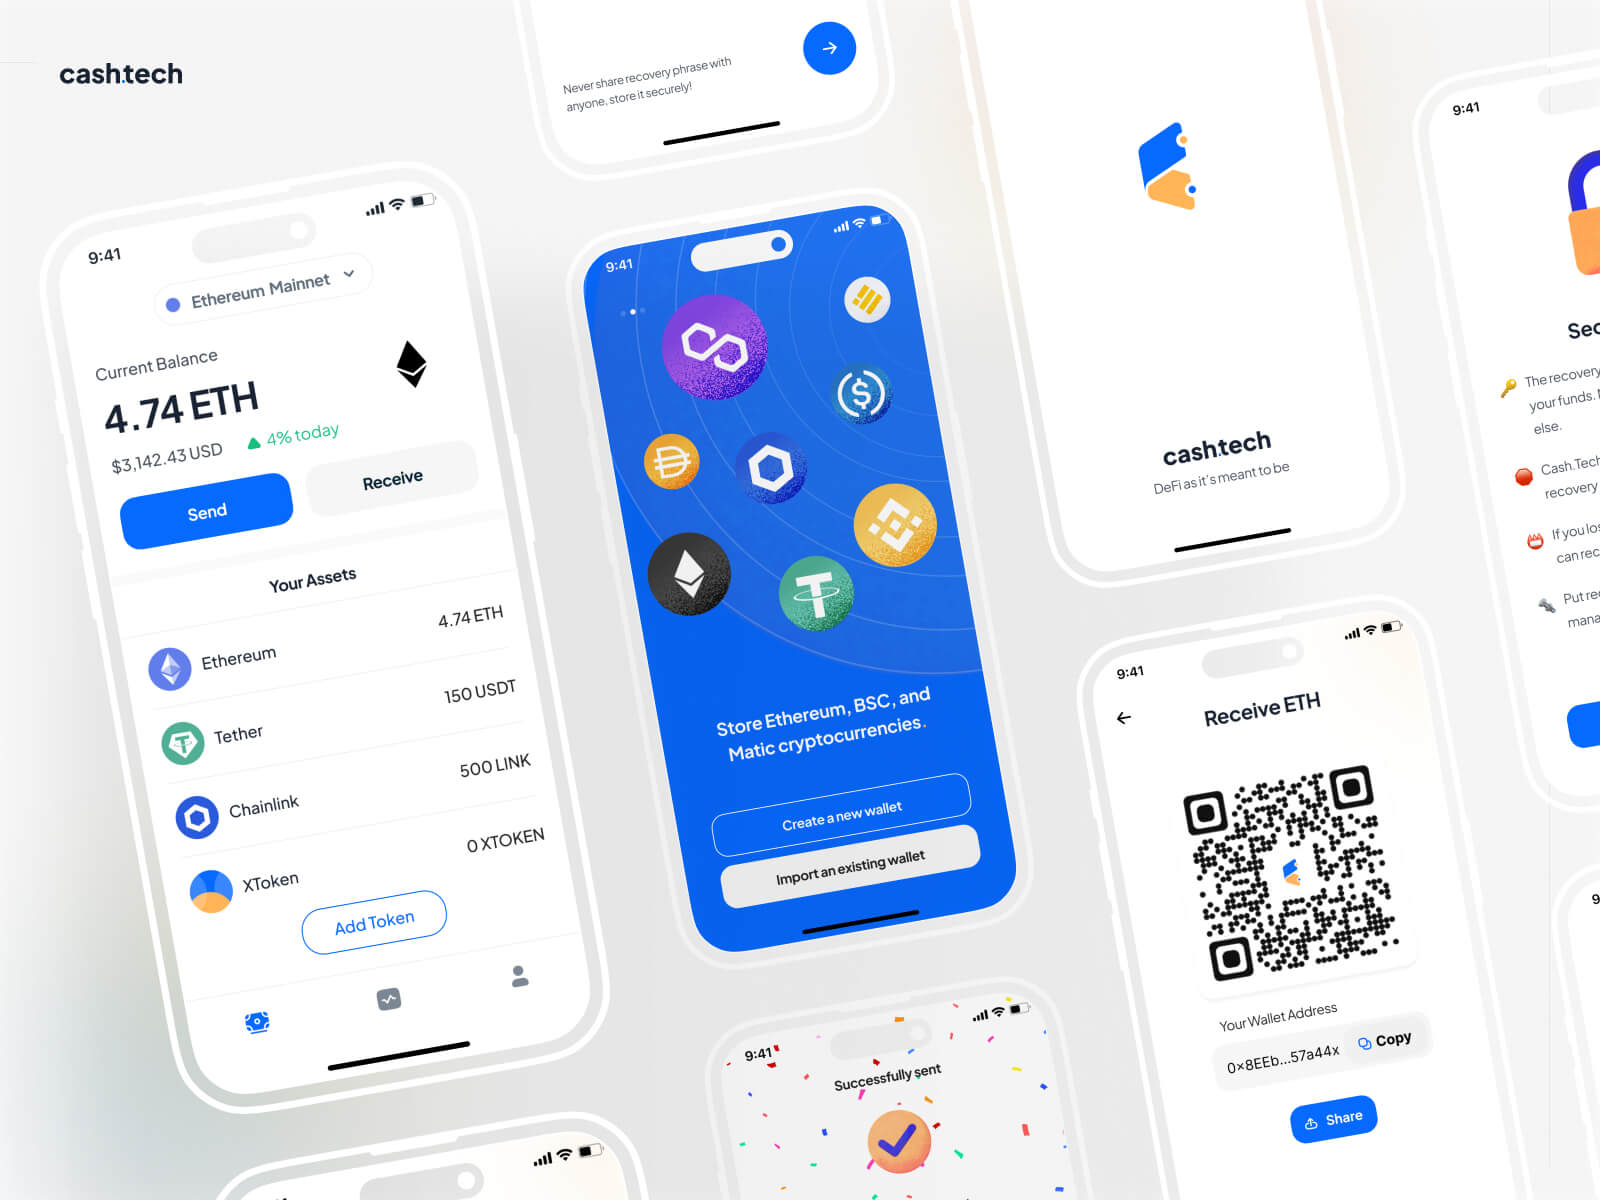 cash.tech
Never share recovery phrase with
anyone, store it securely!
9:41
Ethereum Mainnet
Current Balance
4.74 ETH
$3,142.43 USD
4% today
Send
Receive
Your Assets
Ethereum
4.74 ETH
Tether
150 USDT
Chainlink
500 LINK
XToken
0 XTOKEN
Add Token
9:41
Store Ethereum, BSC, and
Matic cryptocurrencies.
Create a new wallet
Import an existing wallet
9:41
Successfully sent
cash.tech
DeFi as it's meant to be
9:41
Receive ETH
Your Wallet Address
0x8EEb...57a44x
Copy
Share
9:41
The recovery
your funds.
else.
Cash.Tech
recovery
If you los
can rec
Put rec
mana